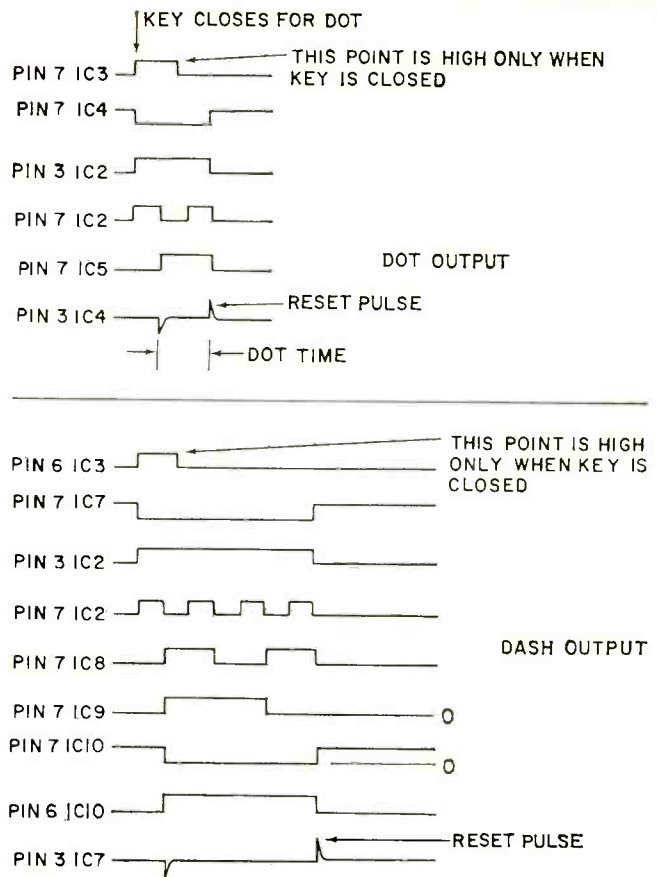 KEY CLOSES FOR DOT
THIS POINT IS HIGH ONLY WHEN
KEY IS CLOSED
PIN 7 IC3
PIN 7 IC4
PIN 3 IC2
PIN 7 IC2
PIN 7 IC5
DOT OUTPUT
PIN 3 IC4
RESET PULSE
DOT TIME
THIS POINT IS HIGH
ONLY WHEN KEY IS
CLOSED
PIN 6 IC3
PIN 7 IC7
PIN 3 IC2
PIN 7 IC2
DASH OUTPUT
PIN 7 IC8
PIN 7 IC9
0
PIN 7 IC10
0
PIN 6 IC10
RESET PULSE
PIN 3 IC7